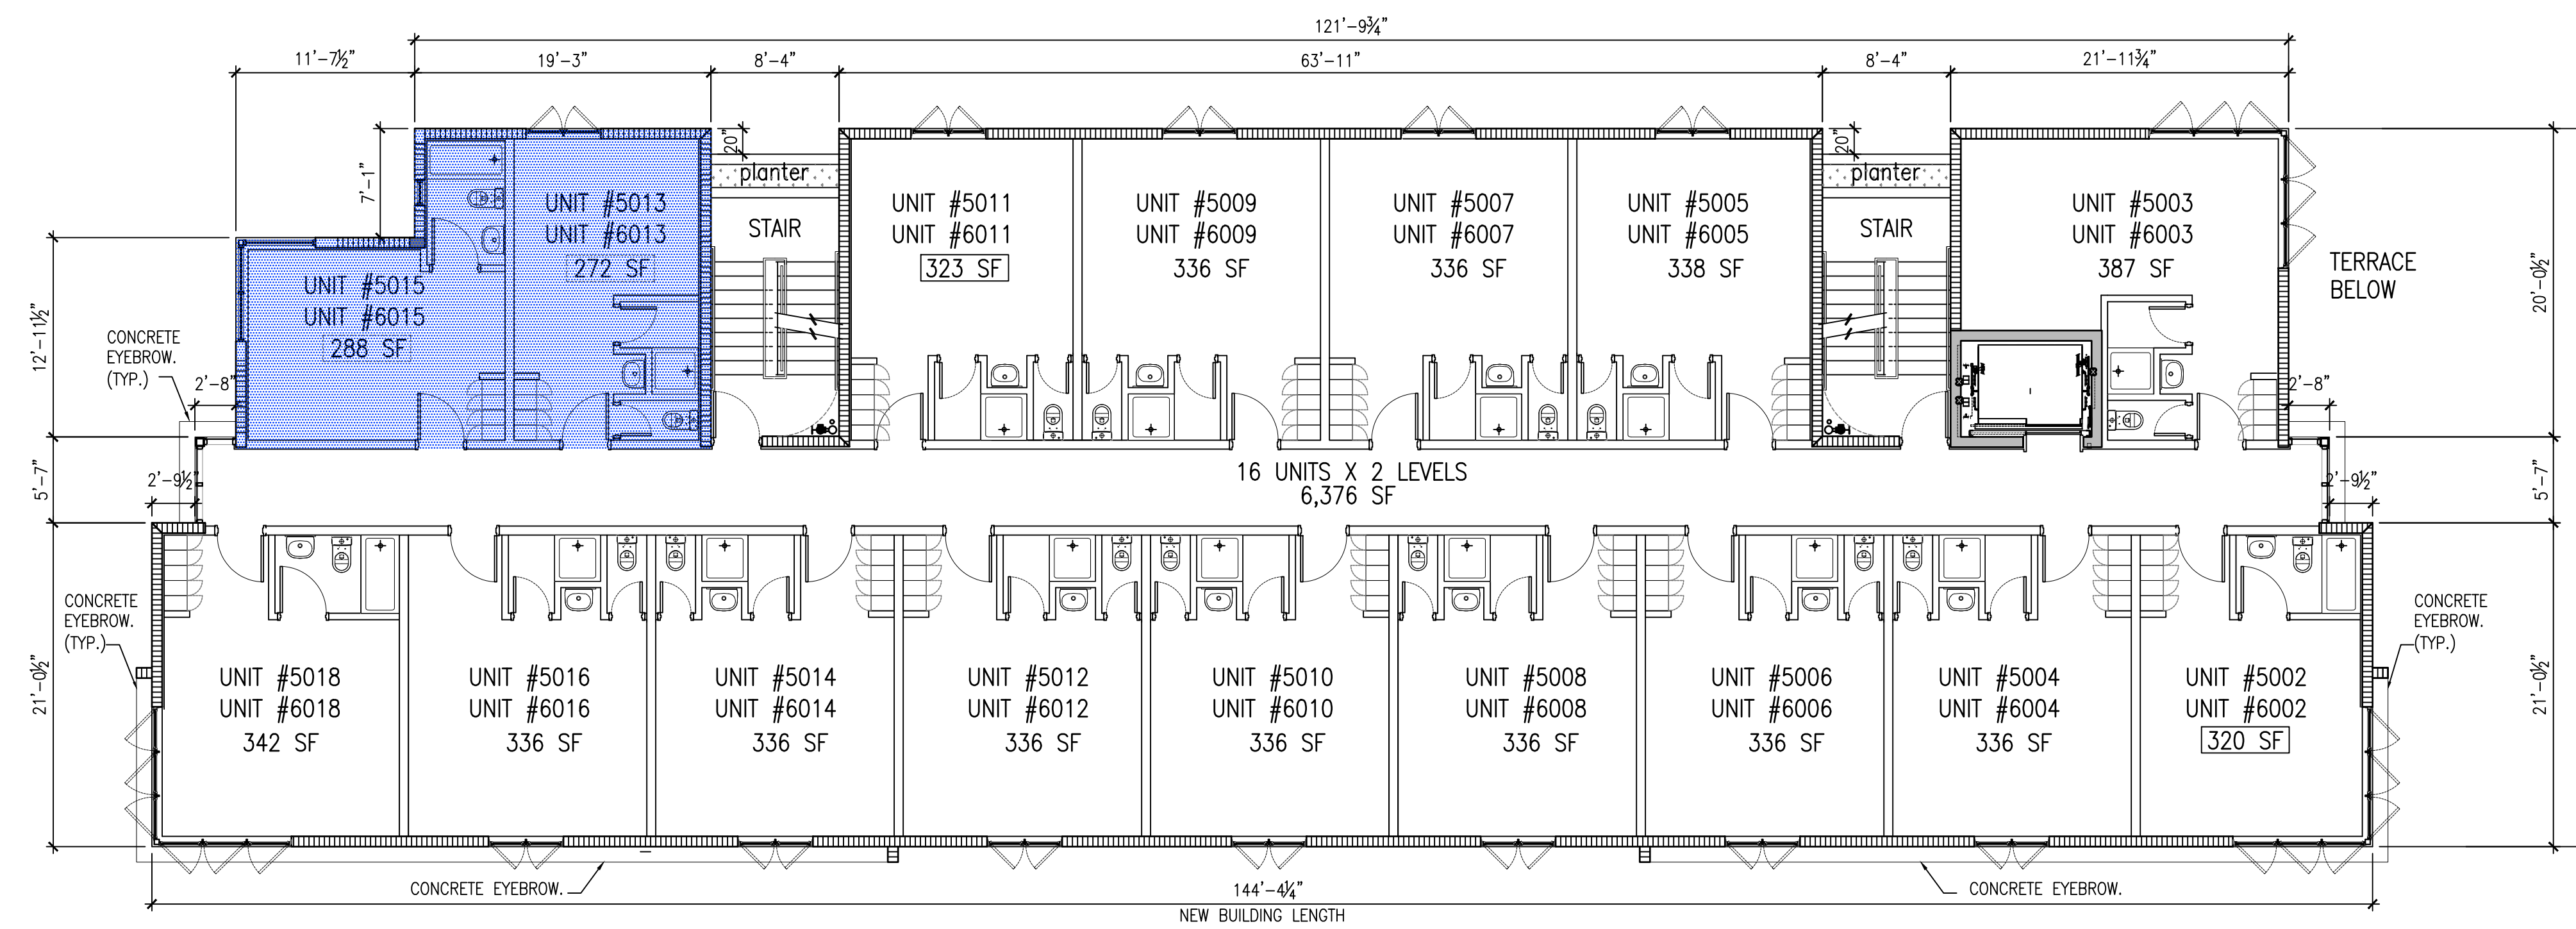 121'-9¾"
11'-7½"
19'-3"
8'-4"
63'-11"
8'-4"
21'-11¾"
7'-1"
20"
planter
STAIR
UNIT #5013
UNIT #6013
272 SF
UNIT #5015
UNIT #6015
288 SF
UNIT #5011
UNIT #6011
323 SF
UNIT #5009
UNIT #6009
336 SF
UNIT #5007
UNIT #6007
336 SF
UNIT #5005
UNIT #6005
338 SF
20"
planter
STAIR
UNIT #5003
UNIT #6003
387 SF
TERRACE
BELOW
20'-0½"
12'-11½"
CONCRETE
EYEBROW.
(TYP.)
2'-8"
2'-8"
5'-7"
2'-9½"
16 UNITS X 2 LEVELS
6,376 SF
2'-9½"
5'-7"
CONCRETE
EYEBROW.
(TYP.)
21'-0½"
UNIT #5018
UNIT #6018
342 SF
UNIT #5016
UNIT #6016
336 SF
UNIT #5014
UNIT #6014
336 SF
UNIT #5012
UNIT #6012
336 SF
UNIT #5010
UNIT #6010
336 SF
UNIT #5008
UNIT #6008
336 SF
UNIT #5006
UNIT #6006
336 SF
UNIT #5004
UNIT #6004
336 SF
UNIT #5002
UNIT #6002
320 SF
CONCRETE
EYEBROW.
(TYP.)
21'-0½"
CONCRETE EYEBROW.
144'-4¼"
NEW BUILDING LENGTH
CONCRETE EYEBROW.